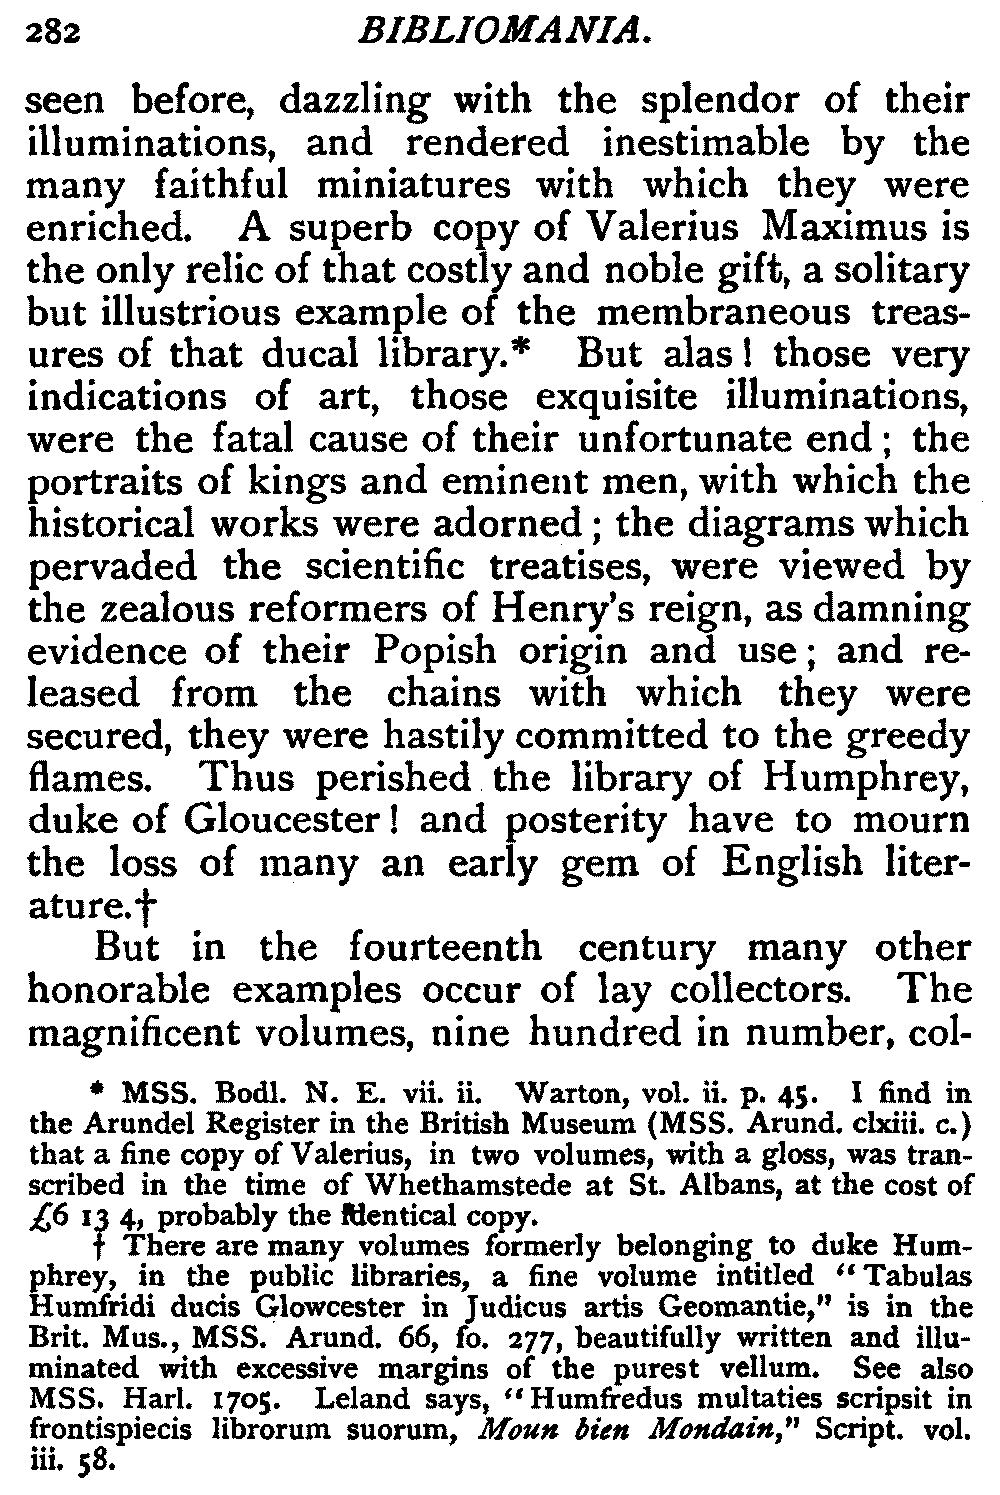 282 BIBLIOMANIA.
seen before, dazzling with the splendor of their
illuminations, and rendered inestimable by the
many faithful miniatures with which they were
enriched. A superb copy of Valerius Maximus is
the only relic of that costly and noble gift, a solitary
but illustrious example of the membraneous treas-
ures of that ducal library.* But alas! those very
indications of art, those exquisite illuminations,
were the fatal cause of their unfortunate end; the
portraits of kings and eminent men, with which the
historical works were adorned; the diagrams which
pervaded the scientific treatises, were viewed by
the zealous reformers of Henry's reign, as damning
evidence of their Popish origin and use; and re-
leased from the chains with which they were
secured, they were hastily committed to the greedy
flames. Thus perished the library of Humphrey,
duke of Gloucester! and posterity have to mourn
the loss of many an early gem of English liter-
ature.†
But in the fourteenth century many other
honorable examples occur of lay collectors. The
magnificent volumes, nine hundred in number, col-
* MSS. Bodl. N. E. vii. ii. Warton, vol. ii. p. 45. I find in
the Arundel Register in the British Museum (MSS. Arund. clxiii. c.)
that a fine copy of Valerius, in two volumes, with a gloss, was tran-
scribed in the time of Whethamstede at St. Albans, at the cost of
£6 13 4, probably the identical copy.
† There are many volumes formerly belonging to duke Hum-
phrey, in the public libraries, a fine volume intitled "Tabulas
Humfridi ducis Glowcester in Judicus artis Geomantie," is in the
Brit. Mus., MSS. Arund. 66, fo. 277, beautifully written and illu-
minated with excessive margins of the purest vellum. See also
MSS. Harl. 1705. Leland says, "Humfredus multaties scripsit in
frontispiecis librorum suorum, Moun bien Mondain," Script. vol.
iii. 58.